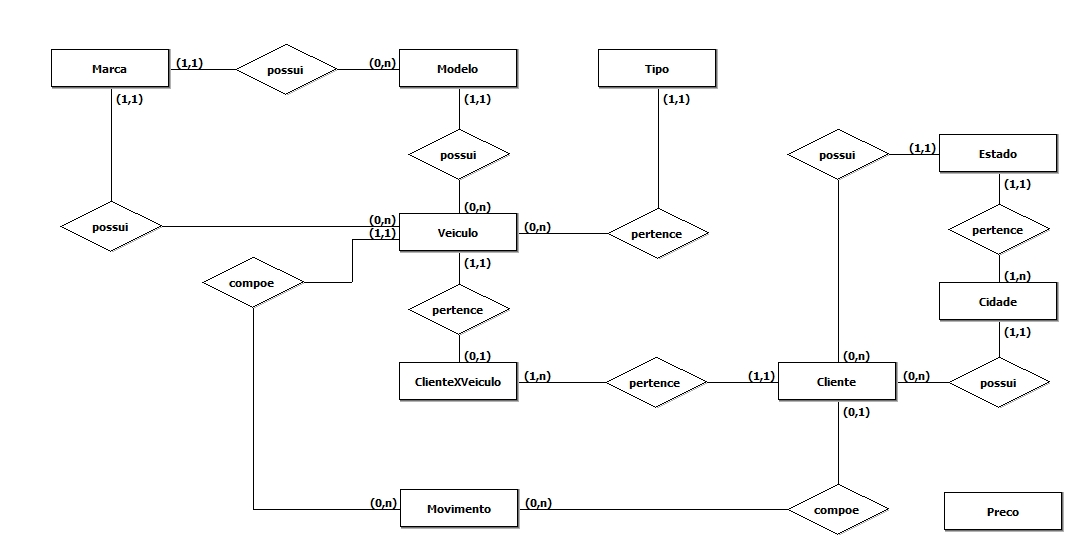 Marca (1,1) possui (0,n) Modelo Tipo
(1,1) (1,1) (1,1)
possui possui (1,1) Estado
(1,1)
(0,n)
possui (0,n) Veiculo (0,n) pertence pertence
(1,1)
(1,1)
compoe (1,n)
pertence Cidade
(1,1)
(0,1) (0,n)
ClienteXVeiculo (1,n) pertence (1,1) Cliente (0,n) possui
(0,1)
(0,n) Movimento (0,n) compoe Preco